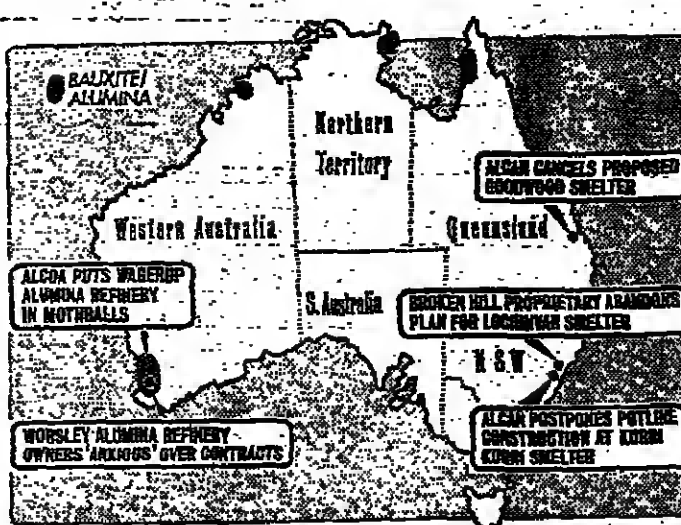 BAUXITE/
ALUMINA
Northern
Territory
Western Australia
Queensland
S. Australia
N S W
ALCAN CANCELS PROPOSED
GOODWOOD SMELTER
ALCOA PUTS WAGERUP
ALUMINA REFINERY
IN MOTHBALLS
BROKEN HILL PROPRIETARY ABANDONS
PLAN FOR LOCHINVAR SMELTER
WORSLEY ALUMINA REFINERY
OWNERS 'ANXIOUS' OVER CONTRACTS
ALCAN POSTPONES POTLINE
CONSTRUCTION AT KURRI
KURRI SMELTER